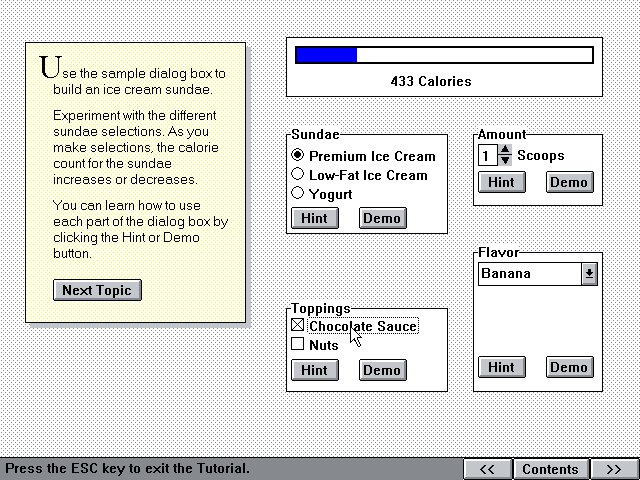 Use the sample dialog box to
build an ice cream sundae.
Experiment with the different
sundae selections. As you
make selections, the calorie
count for the sundae
increases or decreases.
You can learn how to use
each part of the dialog box by
clicking the Hint or Demo
button.
Next Topic
433 Calories
Sundae
Premium Ice Cream
Low-Fat Ice Cream
Yogurt
Hint Demo
Amount
1 Scoops
Hint Demo
Toppings
Chocolate Sauce
Nuts
Hint Demo
Flavor
Banana
Hint Demo
Press the ESC key to exit the Tutorial.
<< Contents >>